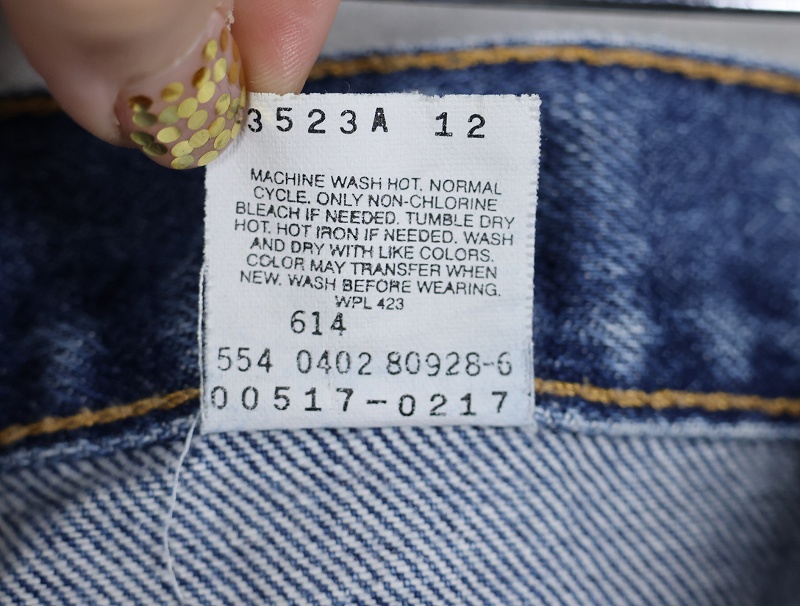 3523A 12
MACHINE WASH HOT. NORMAL
CYCLE. ONLY NON-CHLORINE
BLEACH IF NEEDED. TUMBLE DRY
HOT. HOT IRON IF NEEDED. WASH
AND DRY WITH LIKE COLORS.
COLOR MAY TRANSFER WHEN
NEW. WASH BEFORE WEARING.
WPL 423
614
554 0402 80928-6
00517-0217